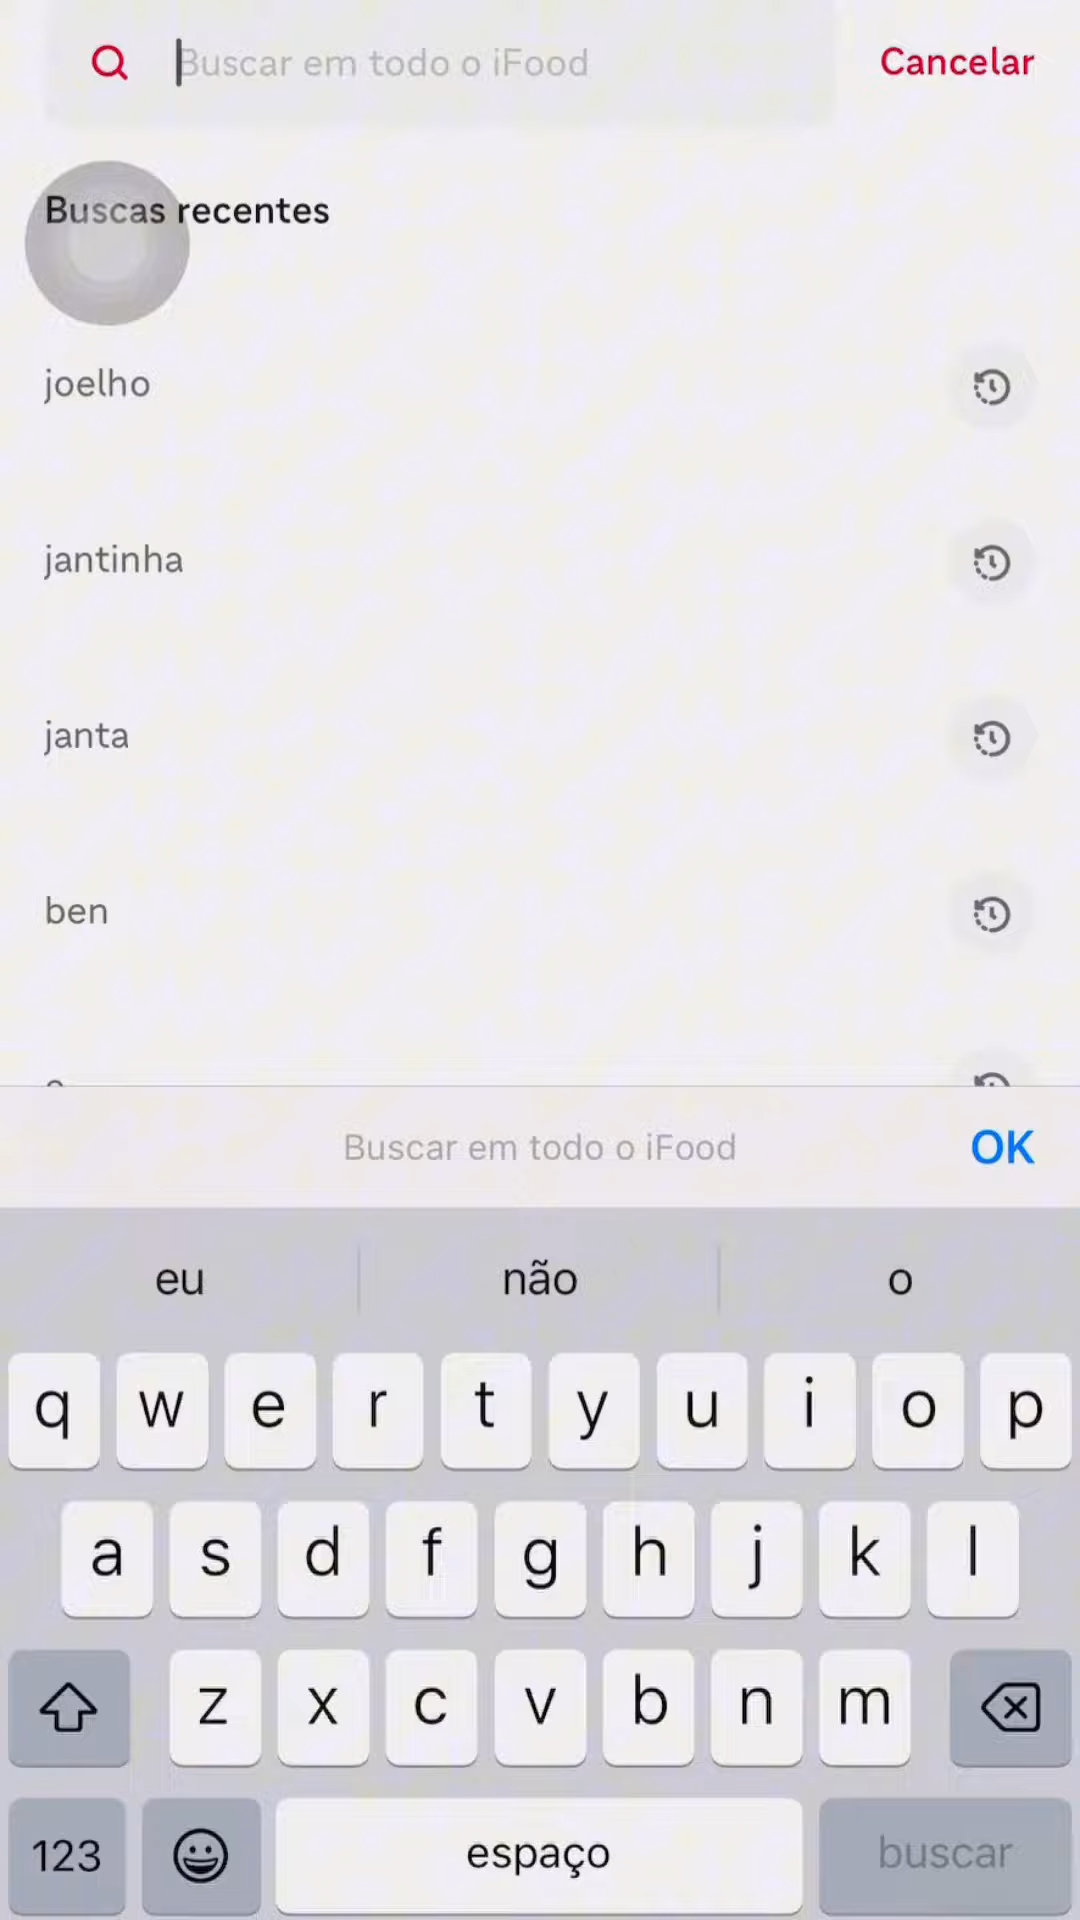 Buscar em todo o iFood
Cancelar
Buscas recentes
joelho
jantinha
janta
ben
Buscar em todo o iFood
OK
eu
não
o
q w e r t y u i o p
a s d f g h j k l
z x c v b n m
123
espaço
buscar